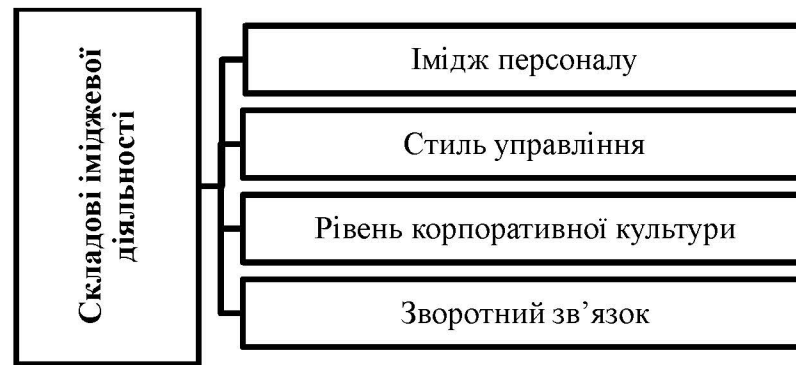 Складові іміджевої
діяльності
Імідж персоналу
Стиль управління
Рівень корпоративної культури
Зворотний зв’язок